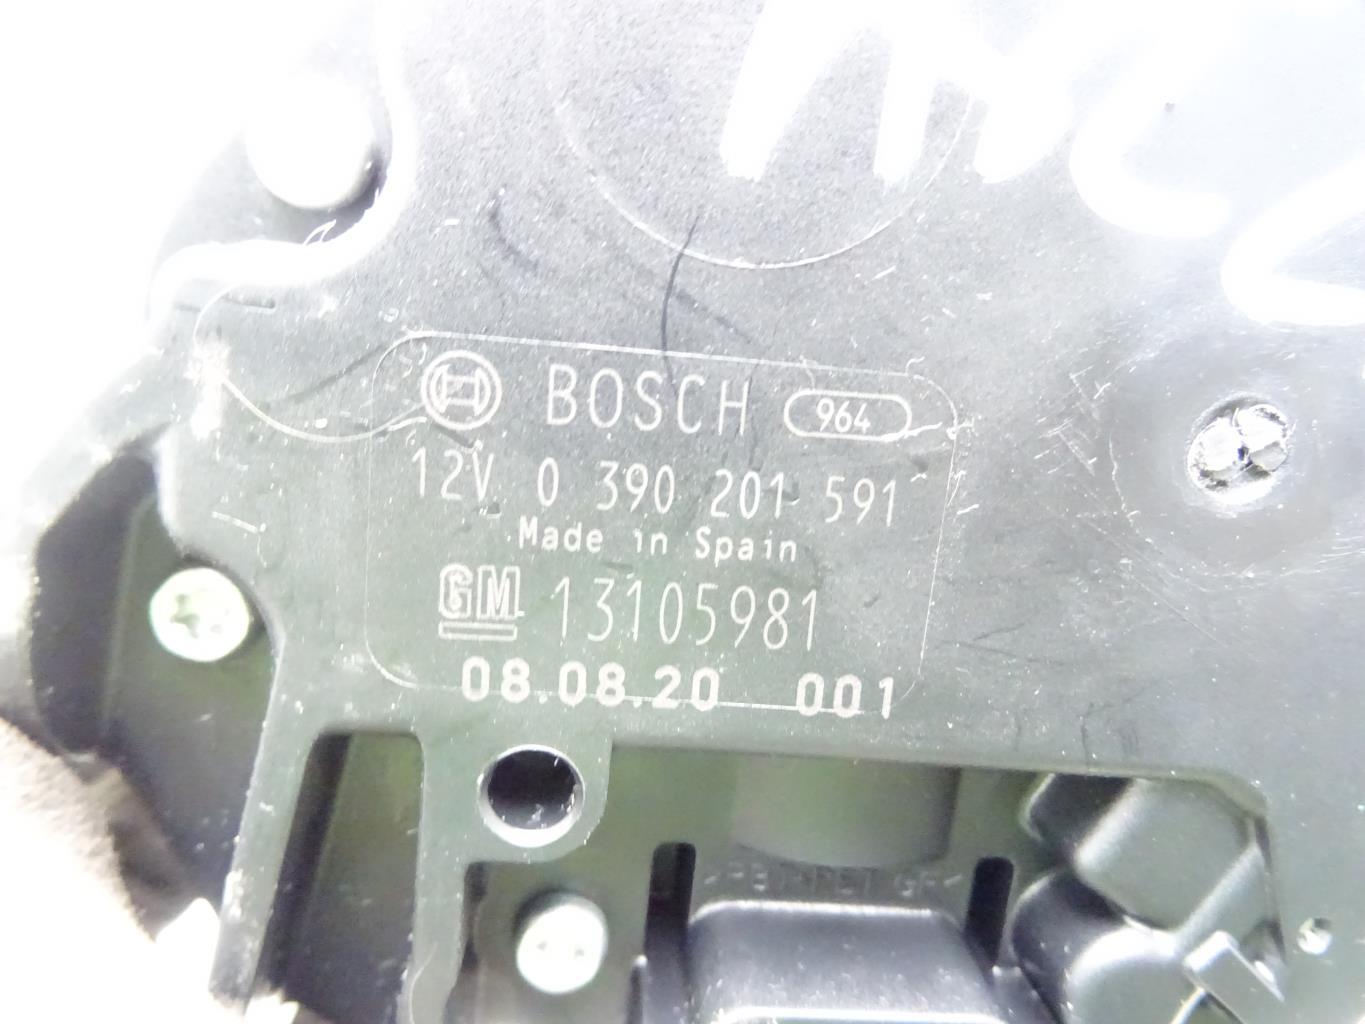 BOSCH 964
12V 0 390 201 591
Made in Spain
GM 13105981
08.08.20 001